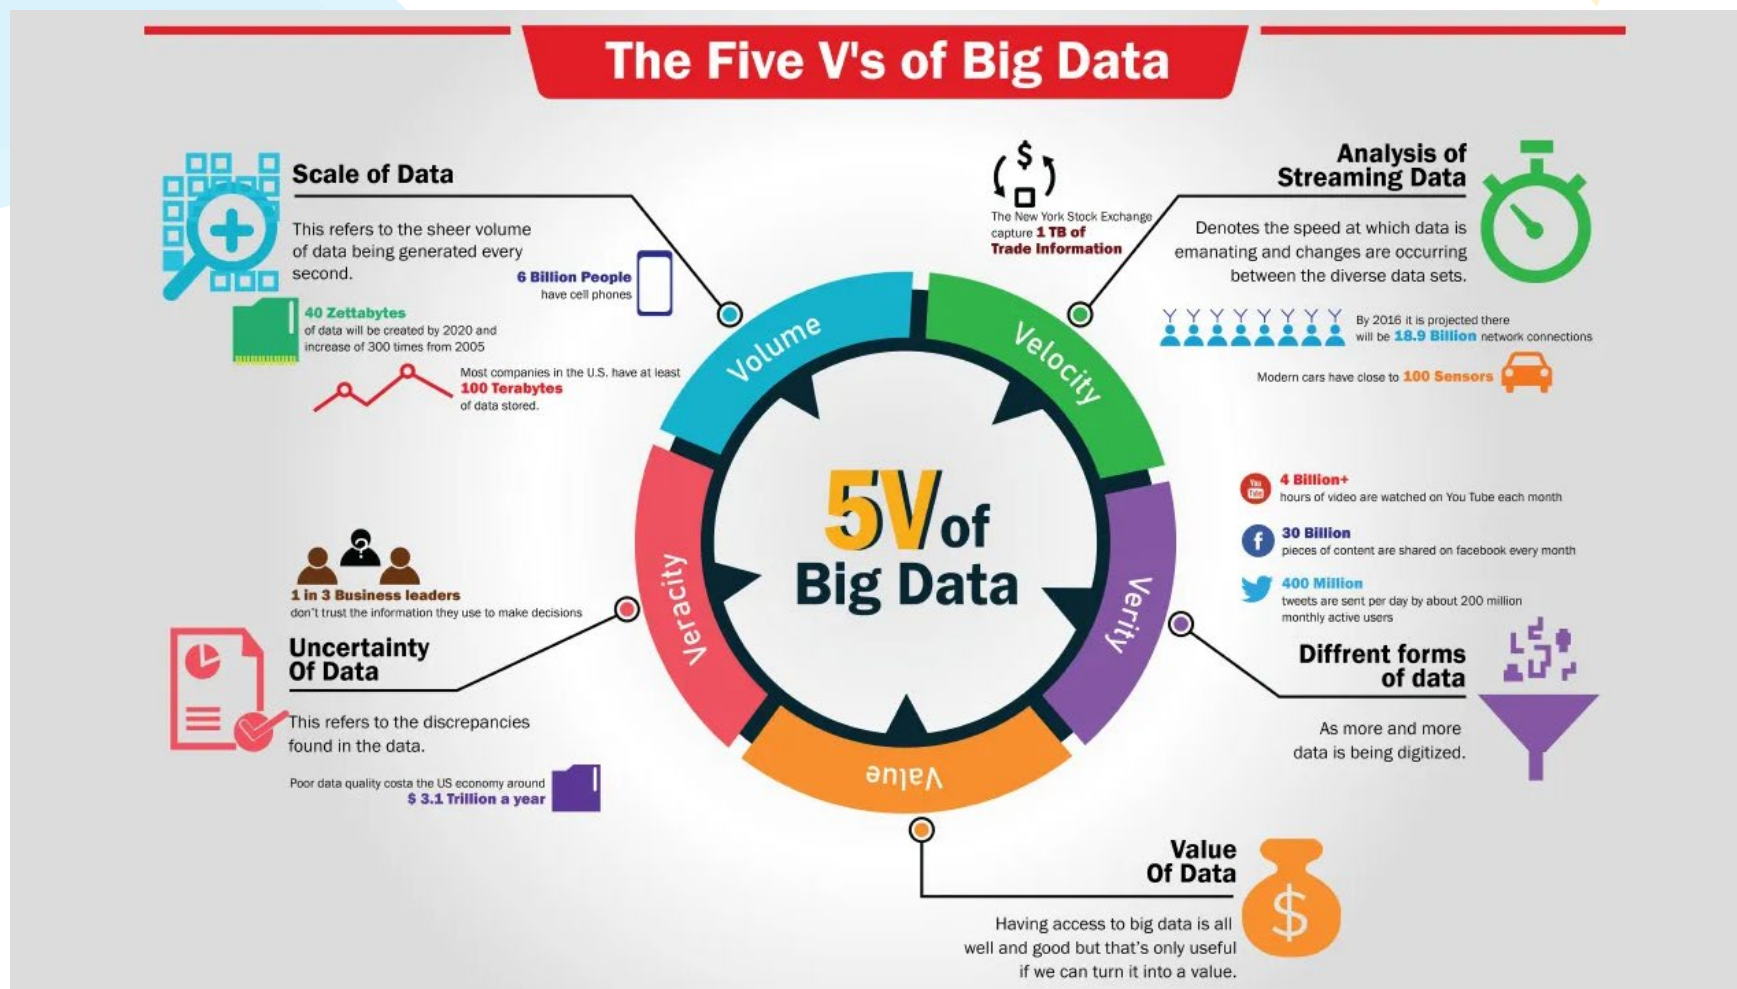 The Five V's of Big Data
Scale of Data
This refers to the sheer volume
of data being generated every
second.
6 Billion People
have cell phones
40 Zettabytes
of data will be created by 2020 and
increase of 300 times from 2005
Most companies in the U.S. have at least
100 Terabytes
of data stored.
$
The New York Stock Exchange
capture 1 TB of
Trade Information
Analysis of
Streaming Data
Denotes the speed at which data is
emanating and changes are occurring
between the diverse data sets.
By 2016 it is projected there
will be 18.9 Billion network connections
Modern cars have close to 100 Sensors
Volume
Velocity
Verity
Value
Veracity
5V of
Big Data
You
Tube
4 Billion+
hours of video are watched on You Tube each month
f
30 Billion
pieces of content are shared on facebook every month
400 Million
tweets are sent per day by about 200 million
monthly active users
Diffrent forms
of data
As more and more
data is being digitized.
?
1 in 3 Business leaders
don't trust the information they use to make decisions
Uncertainty
Of Data
This refers to the discrepancies
found in the data.
Poor data quality costa the US economy around
$ 3.1 Trillion a year
Value
Of Data
$
Having access to big data is all
well and good but that's only useful
if we can turn it into a value.